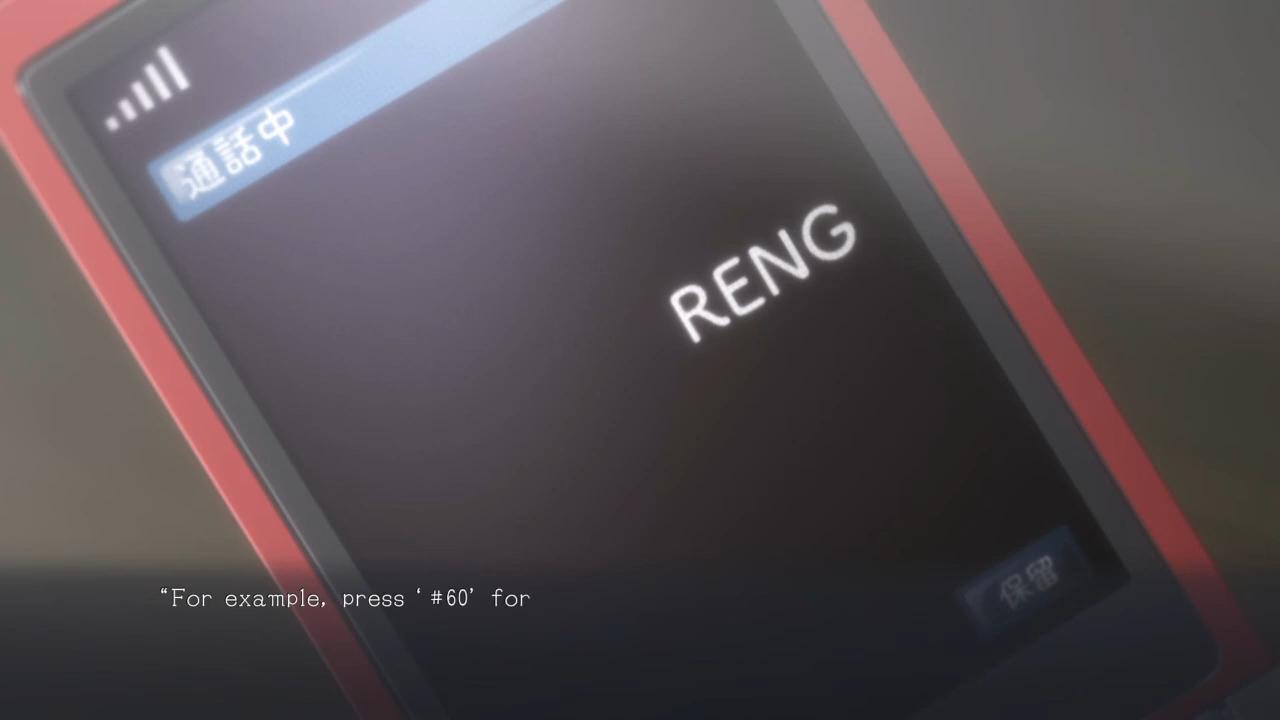 通話中
RENG
保留
“For example, press ‘#60’ for